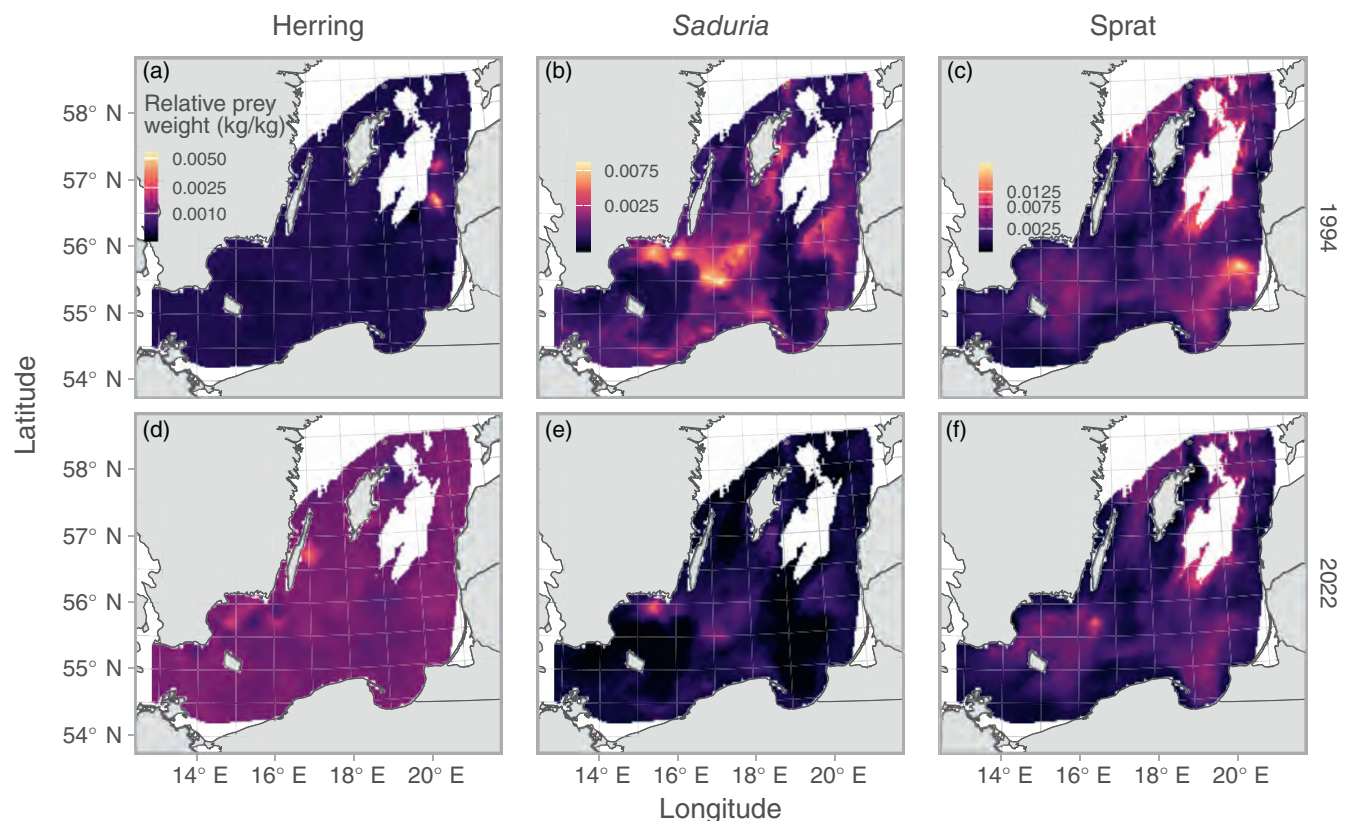 Herring
Saduria
Sprat
(a)
Relative prey
weight (kg/kg)
0.0050
0.0025
0.0010
(b)
0.0075
0.0025
(c)
0.0125
0.0075
0.0025
1994
58° N
57° N
56° N
55° N
54° N
Latitude
(d)
(e)
(f)
2022
58° N
57° N
56° N
55° N
54° N
14° E 16° E 18° E 20° E
14° E 16° E 18° E 20° E
14° E 16° E 18° E 20° E
Longitude